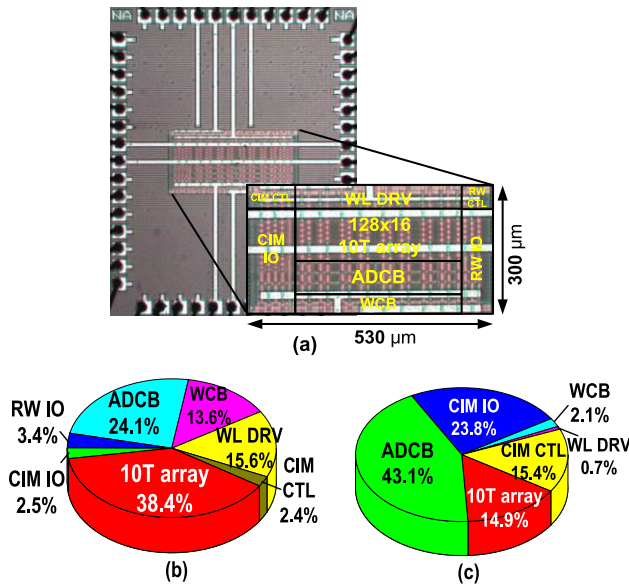 NA
NA
CIM CTL
WL DRV
RW
CTL
128x16
10T array
CIM
IO
RW IO
ADCB
WCB
300 µm
530 µm
(a)
ADCB
24.1%
WCB
13.6%
RW IO
3.4%
WL DRV
15.6%
CIM IO
2.5%
10T array
38.4%
CIM
CTL
2.4%
(b)
CIM IO
23.8%
WCB
2.1%
ADCB
43.1%
CIM CTL
15.4%
WL DRV
0.7%
10T array
14.9%
(c)